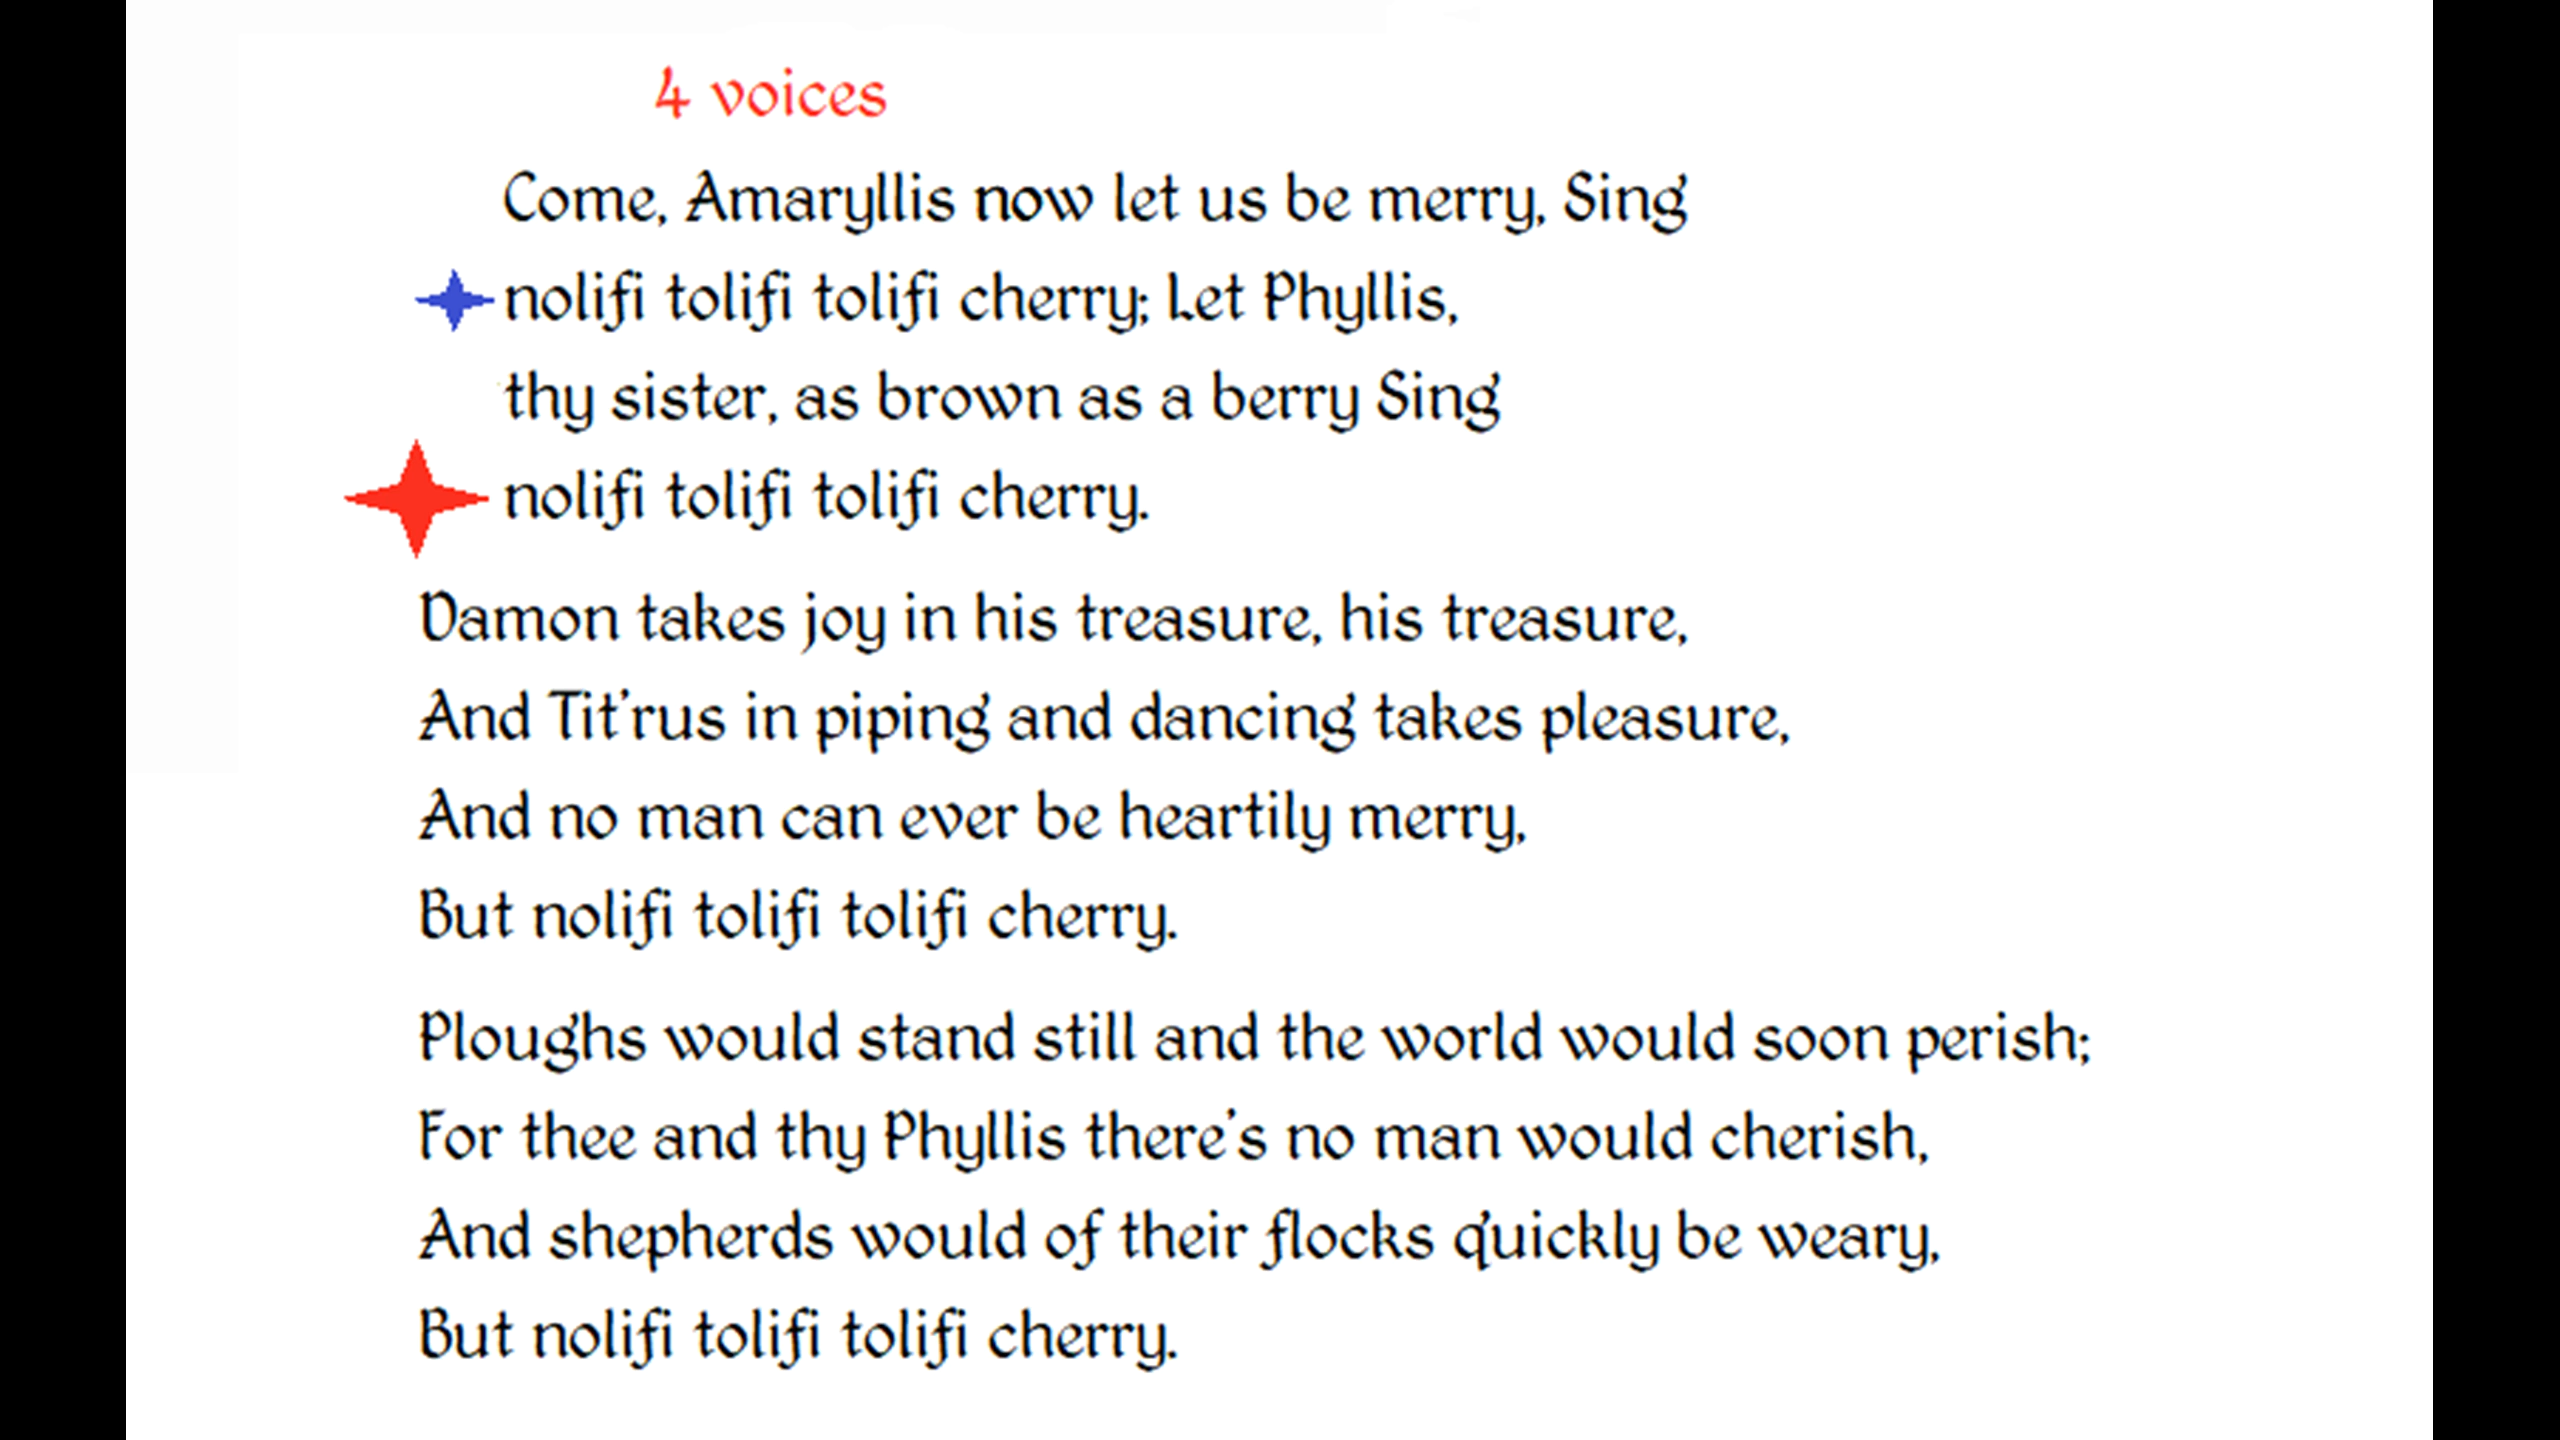 4 voices
Come, Amaryllis now let us be merry, Sing
nolifi tolifi tolifi cherry; Let Phyllis,
thy sister, as brown as a berry Sing
nolifi tolifi tolifi cherry.
Damon takes joy in his treasure, his treasure,
And Tit'rus in piping and dancing takes pleasure,
And no man can ever be heartily merry,
But nolifi tolifi tolifi cherry.
Ploughs would stand still and the world would soon perish;
For thee and thy Phyllis there's no man would cherish,
And shepherds would of their flocks quickly be weary,
But nolifi tolifi tolifi cherry.